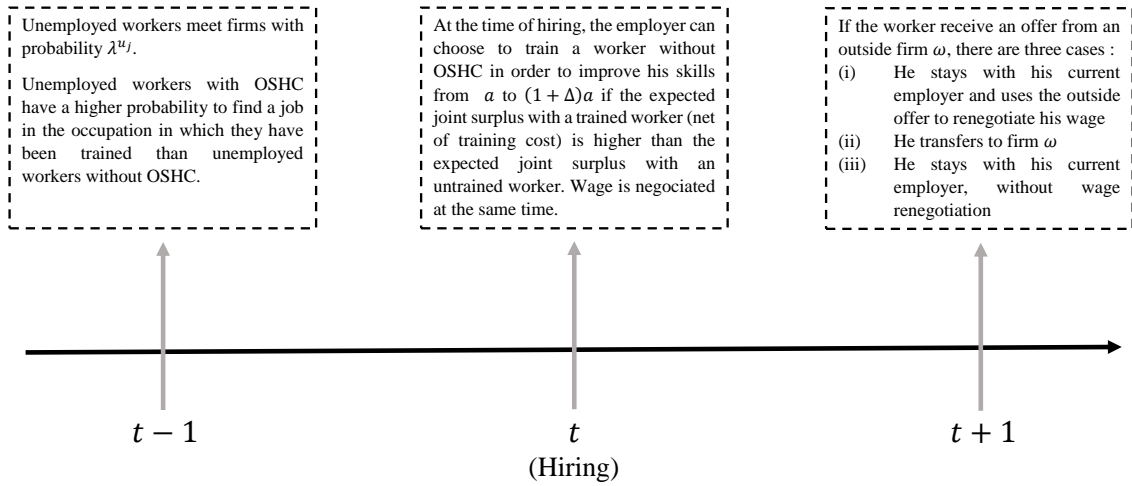 Unemployed workers meet firms with
probability λ^{u_j}.
Unemployed workers with OSHC
have a higher probability to find a job
in the occupation in which they have
been trained than unemployed
workers without OSHC.
At the time of hiring, the employer can
choose to train a worker without
OSHC in order to improve his skills
from a to (1 + Δ)a if the expected
joint surplus with a trained worker (net
of training cost) is higher than the
expected joint surplus with an
untrained worker. Wage is negociated
at the same time.
If the worker receive an offer from an
outside firm ω, there are three cases :
(i) He stays with his current
employer and uses the outside
offer to renegotiate his wage
(ii) He transfers to firm ω
(iii) He stays with his current
employer, without wage
renegotiation
t − 1
t
(Hiring)
t + 1